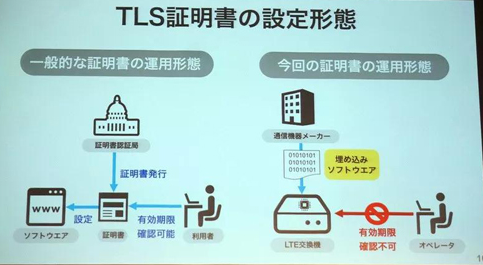 TLS証明書の設定形態
一般的な証明書の運用形態
今回の証明書の運用形態
証明書認証局
証明書発行
www
設定
ソフトウエア
証明書
有効期限
確認可能
利用者
通信機器メーカー
01010101
01010101
01010101
埋め込み
ソフトウエア
LTE交換機
有効期限
確認不可
オペレータ